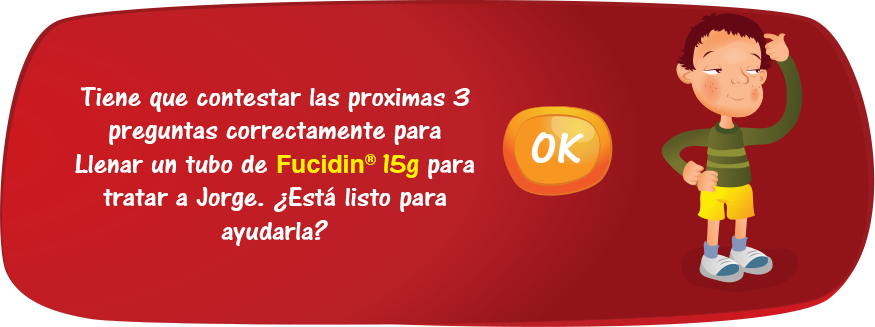 Tiene que contestar las proximas 3
preguntas correctamente para
Llenar un tubo de Fucidin® 15g para
tratar a Jorge. ¿Está listo para
ayudarla?
OK